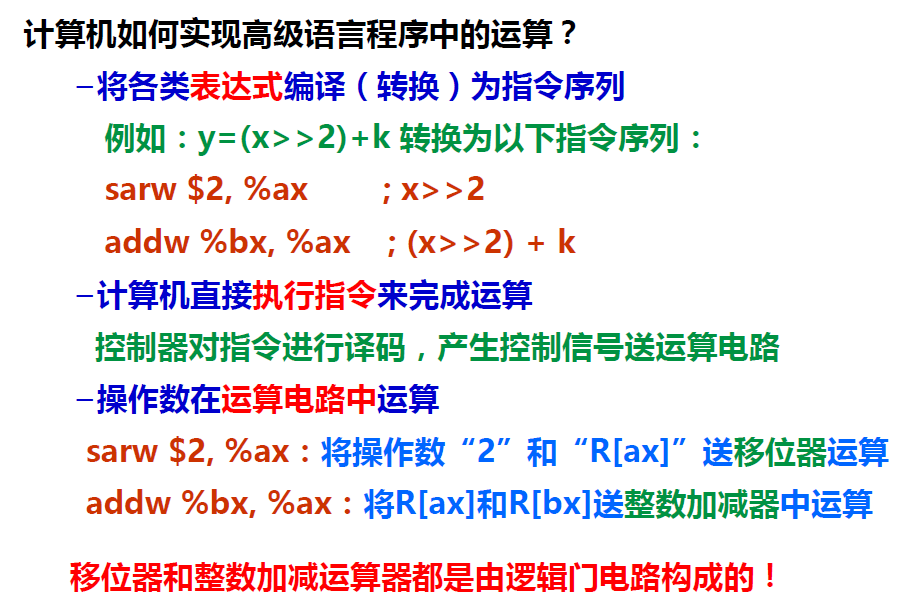 计算机如何实现高级语言程序中的运算？
–将各类表达式编译（转换）为指令序列
例如：y=(x>>2)+k 转换为以下指令序列：
sarw $2, %ax ; x>>2
addw %bx, %ax ; (x>>2) + k
–计算机直接执行指令来完成运算
控制器对指令进行译码，产生控制信号送运算电路
–操作数在运算电路中运算
sarw $2, %ax：将操作数“2”和“R[ax]”送移位器运算
addw %bx, %ax：将R[ax]和R[bx]送整数加减器中运算
移位器和整数加减运算器都是由逻辑门电路构成的！